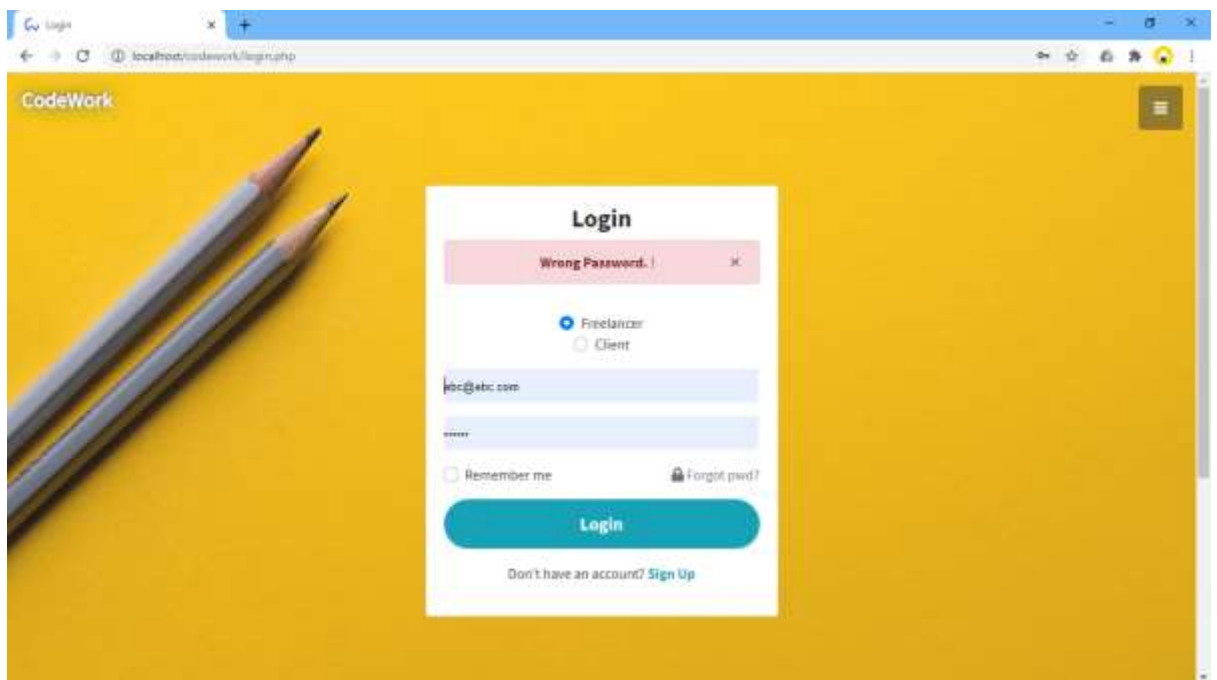 Login
localhost/codework/login.php
CodeWork
Login
Wrong Password. !
Freelancer
Client
abc@abc.com
••••••
Remember me
Forgot pwd?
Login
Don't have an account? Sign Up